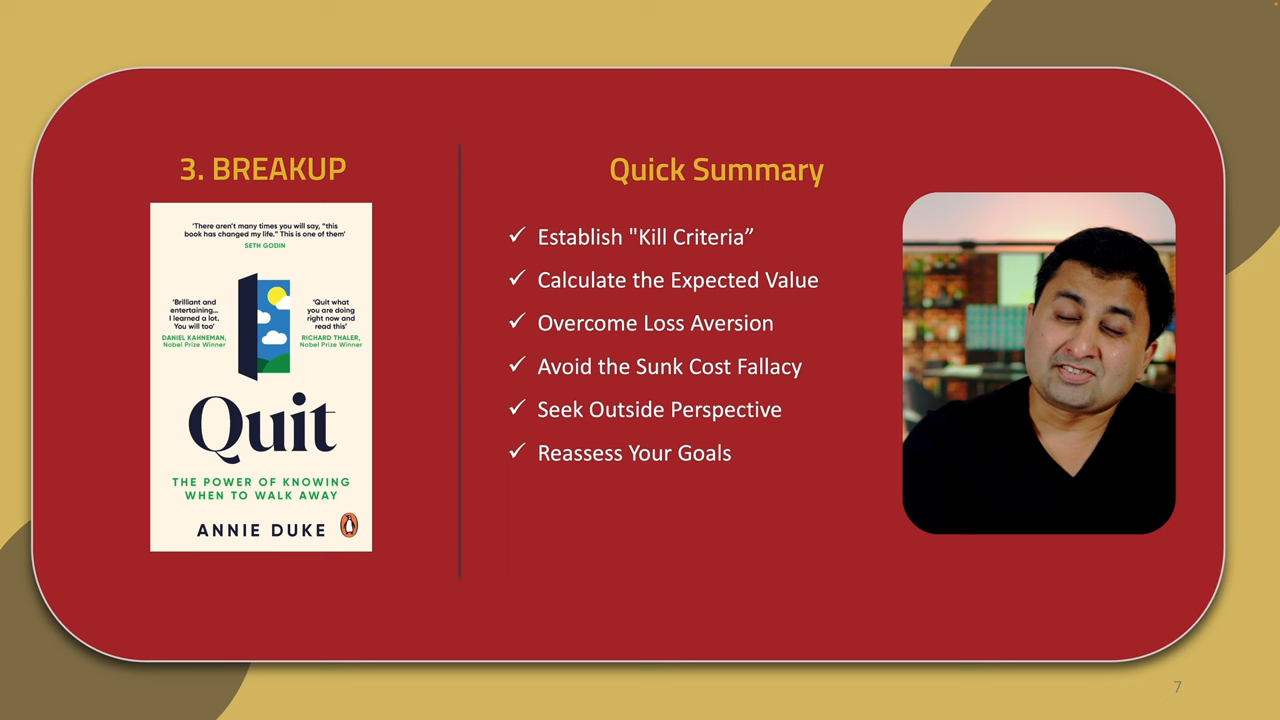 3. BREAKUP
‘There aren’t many times you will say, “this
book has changed my life.” This is one of them’
SETH GODIN
‘Brilliant and
entertaining...
I learned a lot.
You will too’
DANIEL KAHNEMAN,
Nobel Prize Winner
‘Quit what
you are doing
right now and
read this’
RICHARD THALER,
Nobel Prize Winner
Quit
THE POWER OF KNOWING
WHEN TO WALK AWAY
ANNIE DUKE
Quick Summary
✓ Establish "Kill Criteria”
✓ Calculate the Expected Value
✓ Overcome Loss Aversion
✓ Avoid the Sunk Cost Fallacy
✓ Seek Outside Perspective
✓ Reassess Your Goals
7